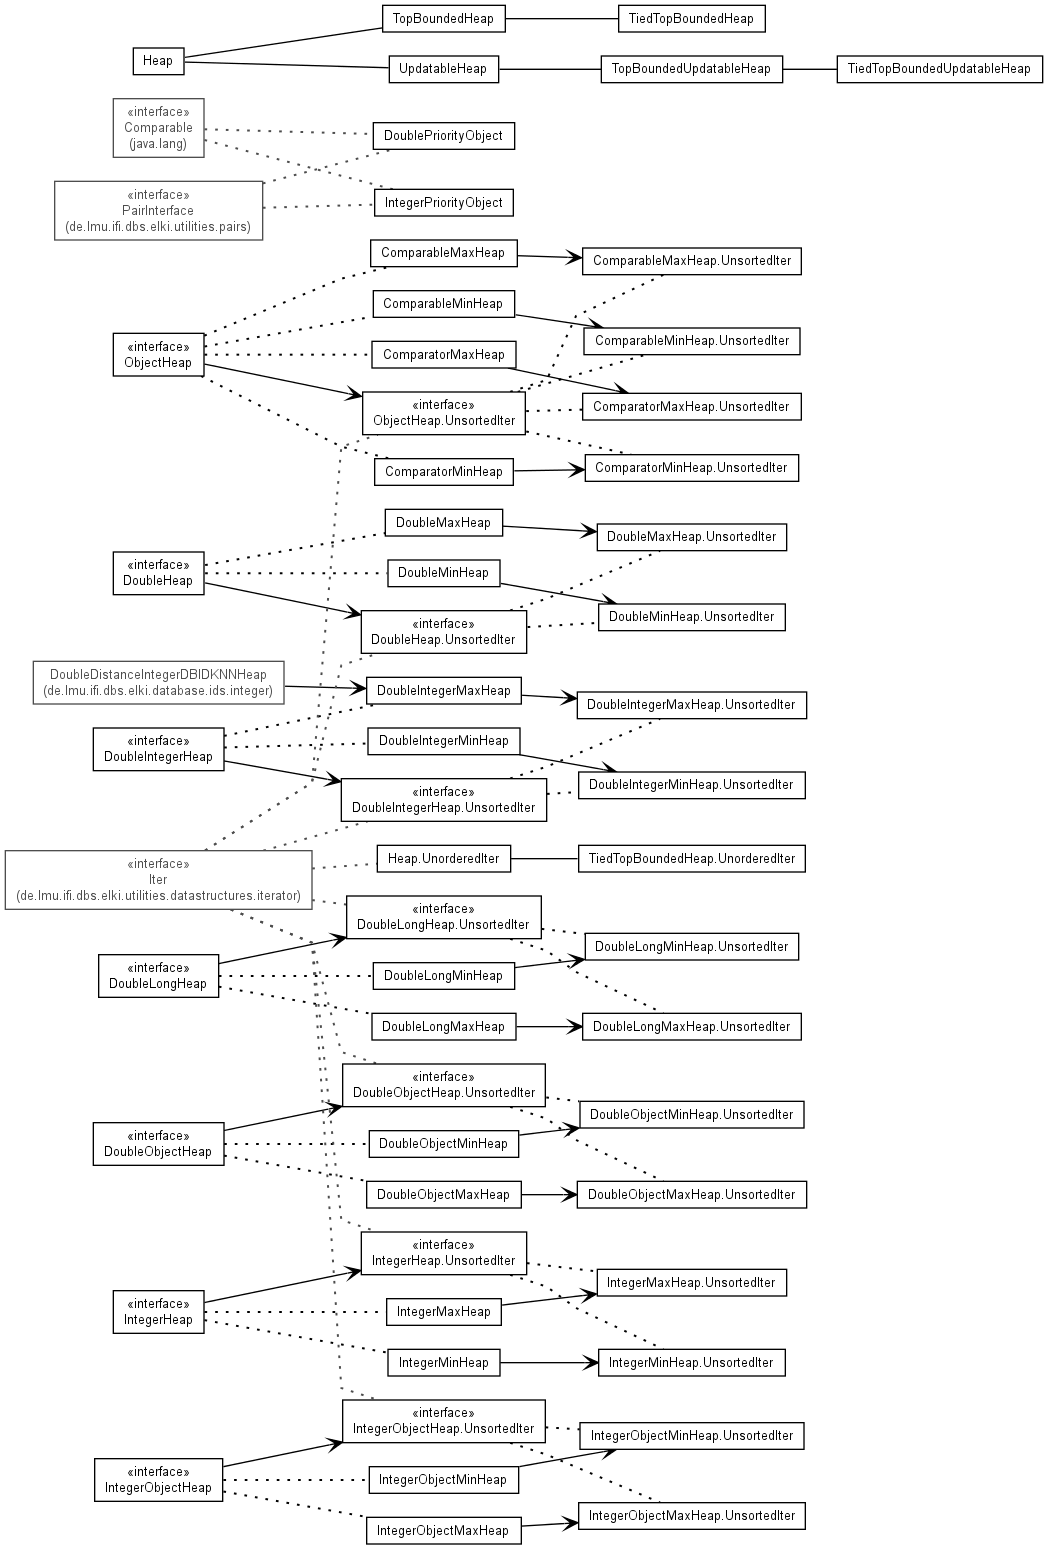 TopBoundedHeap
TiedTopBoundedHeap
Heap
UpdatableHeap
TopBoundedUpdatableHeap
TiedTopBoundedUpdatableHeap
«interface»
Comparable
(java.lang)
DoublePriorityObject
«interface»
PairInterface
(de.lmu.ifi.dbs.elki.utilities.pairs)
IntegerPriorityObject
ComparableMaxHeap
ComparableMaxHeap.UnsortedIter
ComparableMinHeap
ComparableMinHeap.UnsortedIter
«interface»
ObjectHeap
ComparatorMaxHeap
ComparatorMaxHeap.UnsortedIter
«interface»
ObjectHeap.UnsortedIter
ComparatorMinHeap
ComparatorMinHeap.UnsortedIter
DoubleMaxHeap
DoubleMaxHeap.UnsortedIter
«interface»
DoubleHeap
DoubleMinHeap
DoubleMinHeap.UnsortedIter
«interface»
DoubleHeap.UnsortedIter
DoubleDistanceIntegerDBIDKNNHeap
(de.lmu.ifi.dbs.elki.database.ids.integer)
DoubleIntegerMaxHeap
DoubleIntegerMaxHeap.UnsortedIter
«interface»
DoubleIntegerHeap
DoubleIntegerMinHeap
DoubleIntegerMinHeap.UnsortedIter
«interface»
DoubleIntegerHeap.UnsortedIter
«interface»
Iter
(de.lmu.ifi.dbs.elki.utilities.datastructures.iterator)
Heap.UnorderedIter
TiedTopBoundedHeap.UnorderedIter
«interface»
DoubleLongHeap.UnsortedIter
DoubleLongMinHeap.UnsortedIter
«interface»
DoubleLongHeap
DoubleLongMinHeap
DoubleLongMaxHeap
DoubleLongMaxHeap.UnsortedIter
«interface»
DoubleObjectHeap.UnsortedIter
DoubleObjectMinHeap.UnsortedIter
«interface»
DoubleObjectHeap
DoubleObjectMinHeap
DoubleObjectMaxHeap
DoubleObjectMaxHeap.UnsortedIter
«interface»
IntegerHeap.UnsortedIter
IntegerMaxHeap.UnsortedIter
«interface»
IntegerHeap
IntegerMaxHeap
IntegerMinHeap
IntegerMinHeap.UnsortedIter
«interface»
IntegerObjectHeap.UnsortedIter
IntegerObjectMinHeap.UnsortedIter
«interface»
IntegerObjectHeap
IntegerObjectMinHeap
IntegerObjectMaxHeap
IntegerObjectMaxHeap.UnsortedIter